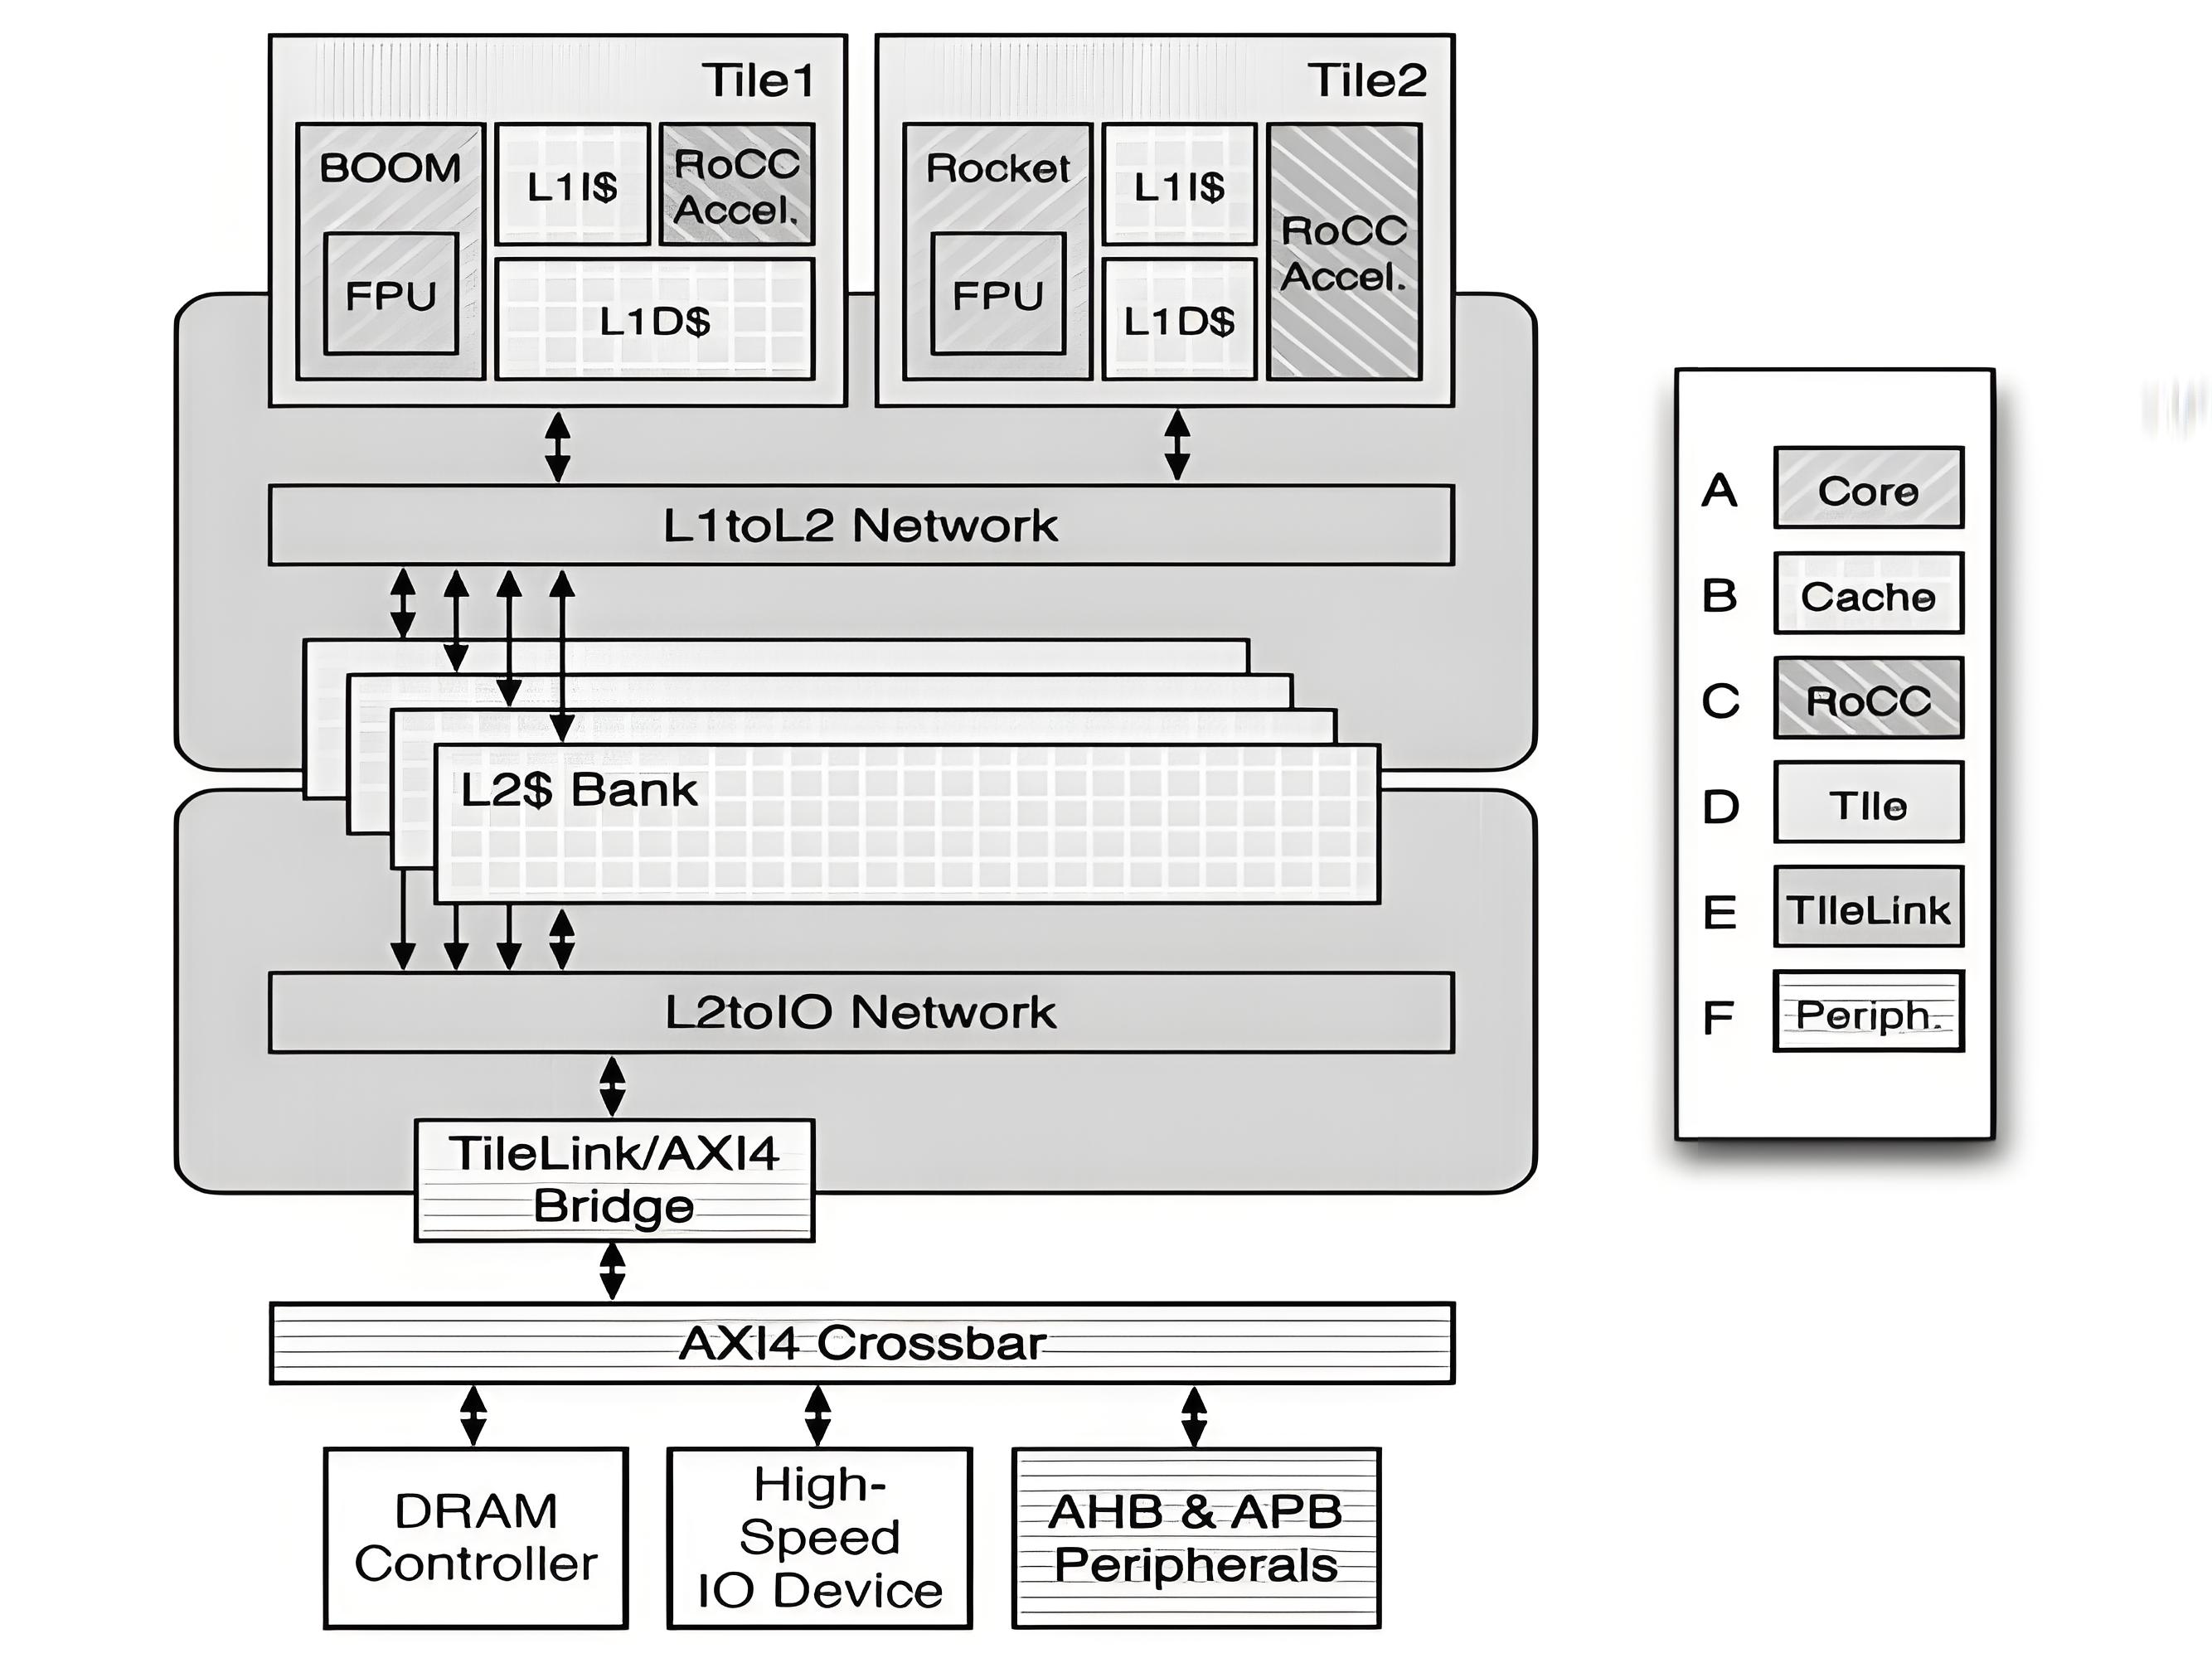 Tile1
BOOM
FPU
L1I$
RoCC
Accel.
L1D$
Tile2
Rocket
FPU
L1I$
L1D$
RoCC
Accel.
L1toL2 Network
L2$ Bank
L2toIO Network
TileLink/AXI4
Bridge
AXI4 Crossbar
DRAM
Controller
High-
Speed
IO Device
AHB & APB
Peripherals
A Core
B Cache
C RoCC
D Tile
E TileLink
F Periph.